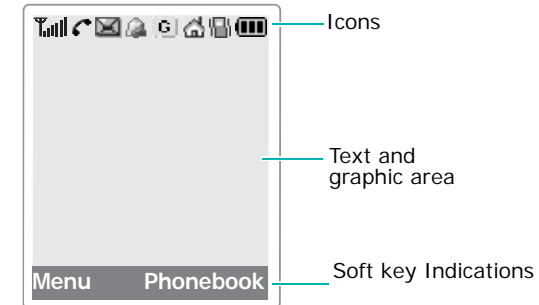 G
Icons
Text and
graphic area
Menu Phonebook
Soft key Indications